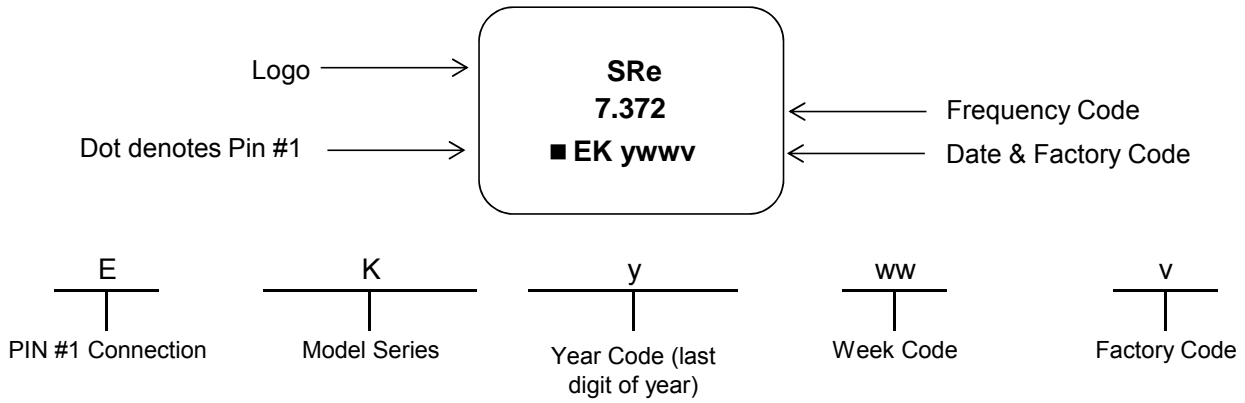 Logo
SRe
7.372
Frequency Code
Dot denotes Pin #1
■ EK ywwv
Date & Factory Code
E
K
y
ww
v
PIN #1 Connection
Model Series
Year Code (last
digit of year)
Week Code
Factory Code